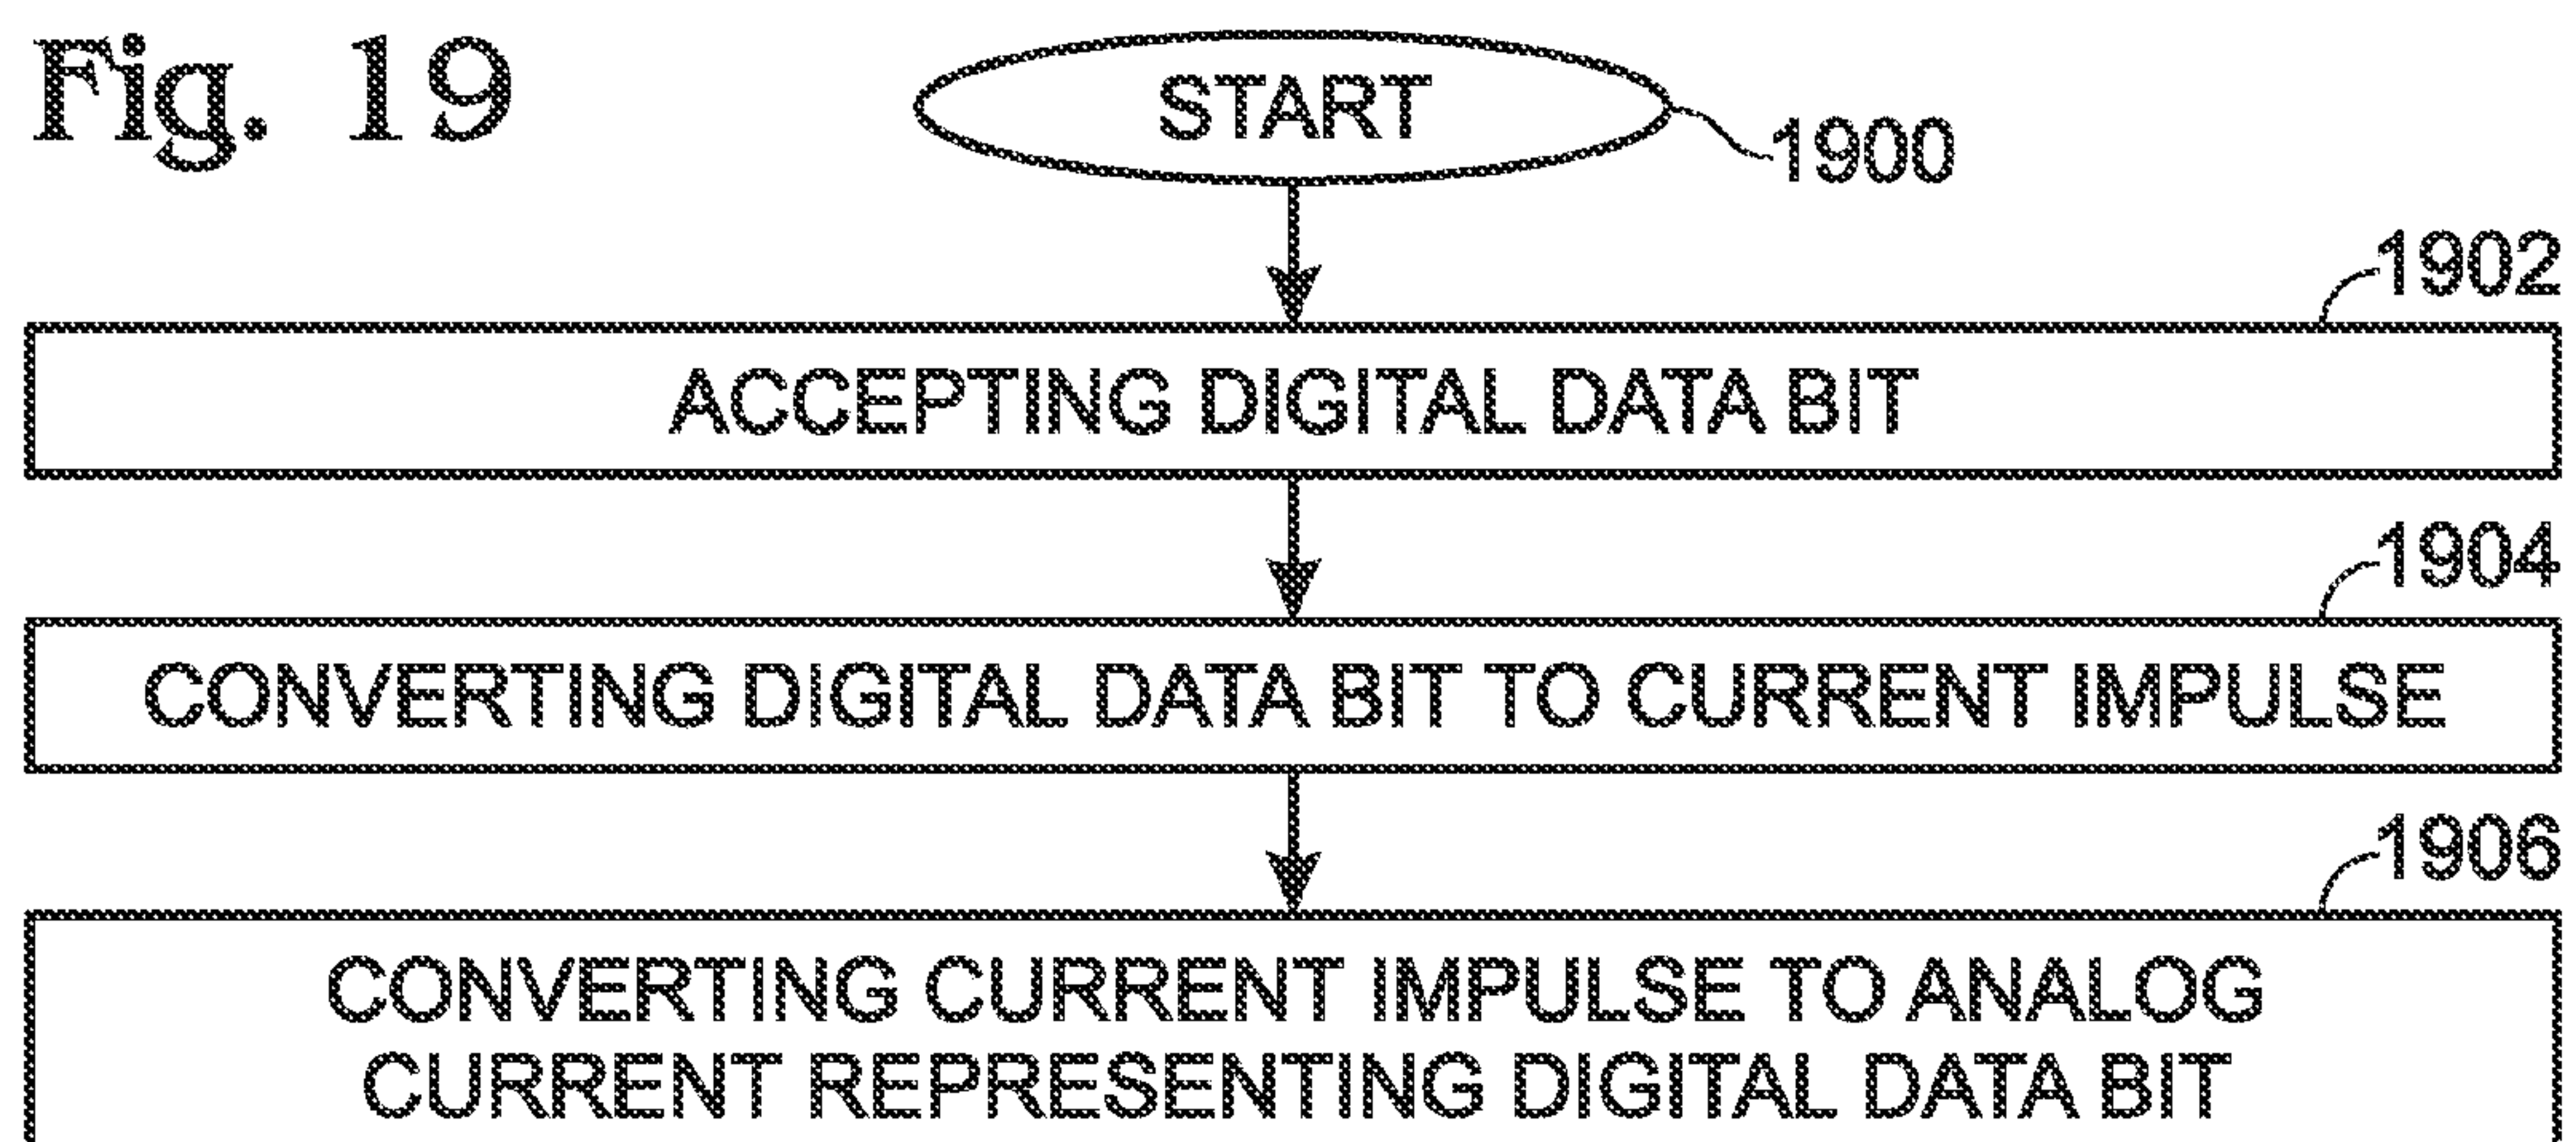 Fig. 19
START
1900
1902
ACCEPTING DIGITAL DATA BIT
1904
CONVERTING DIGITAL DATA BIT TO CURRENT IMPULSE
1906
CONVERTING CURRENT IMPULSE TO ANALOG
CURRENT REPRESENTING DIGITAL DATA BIT